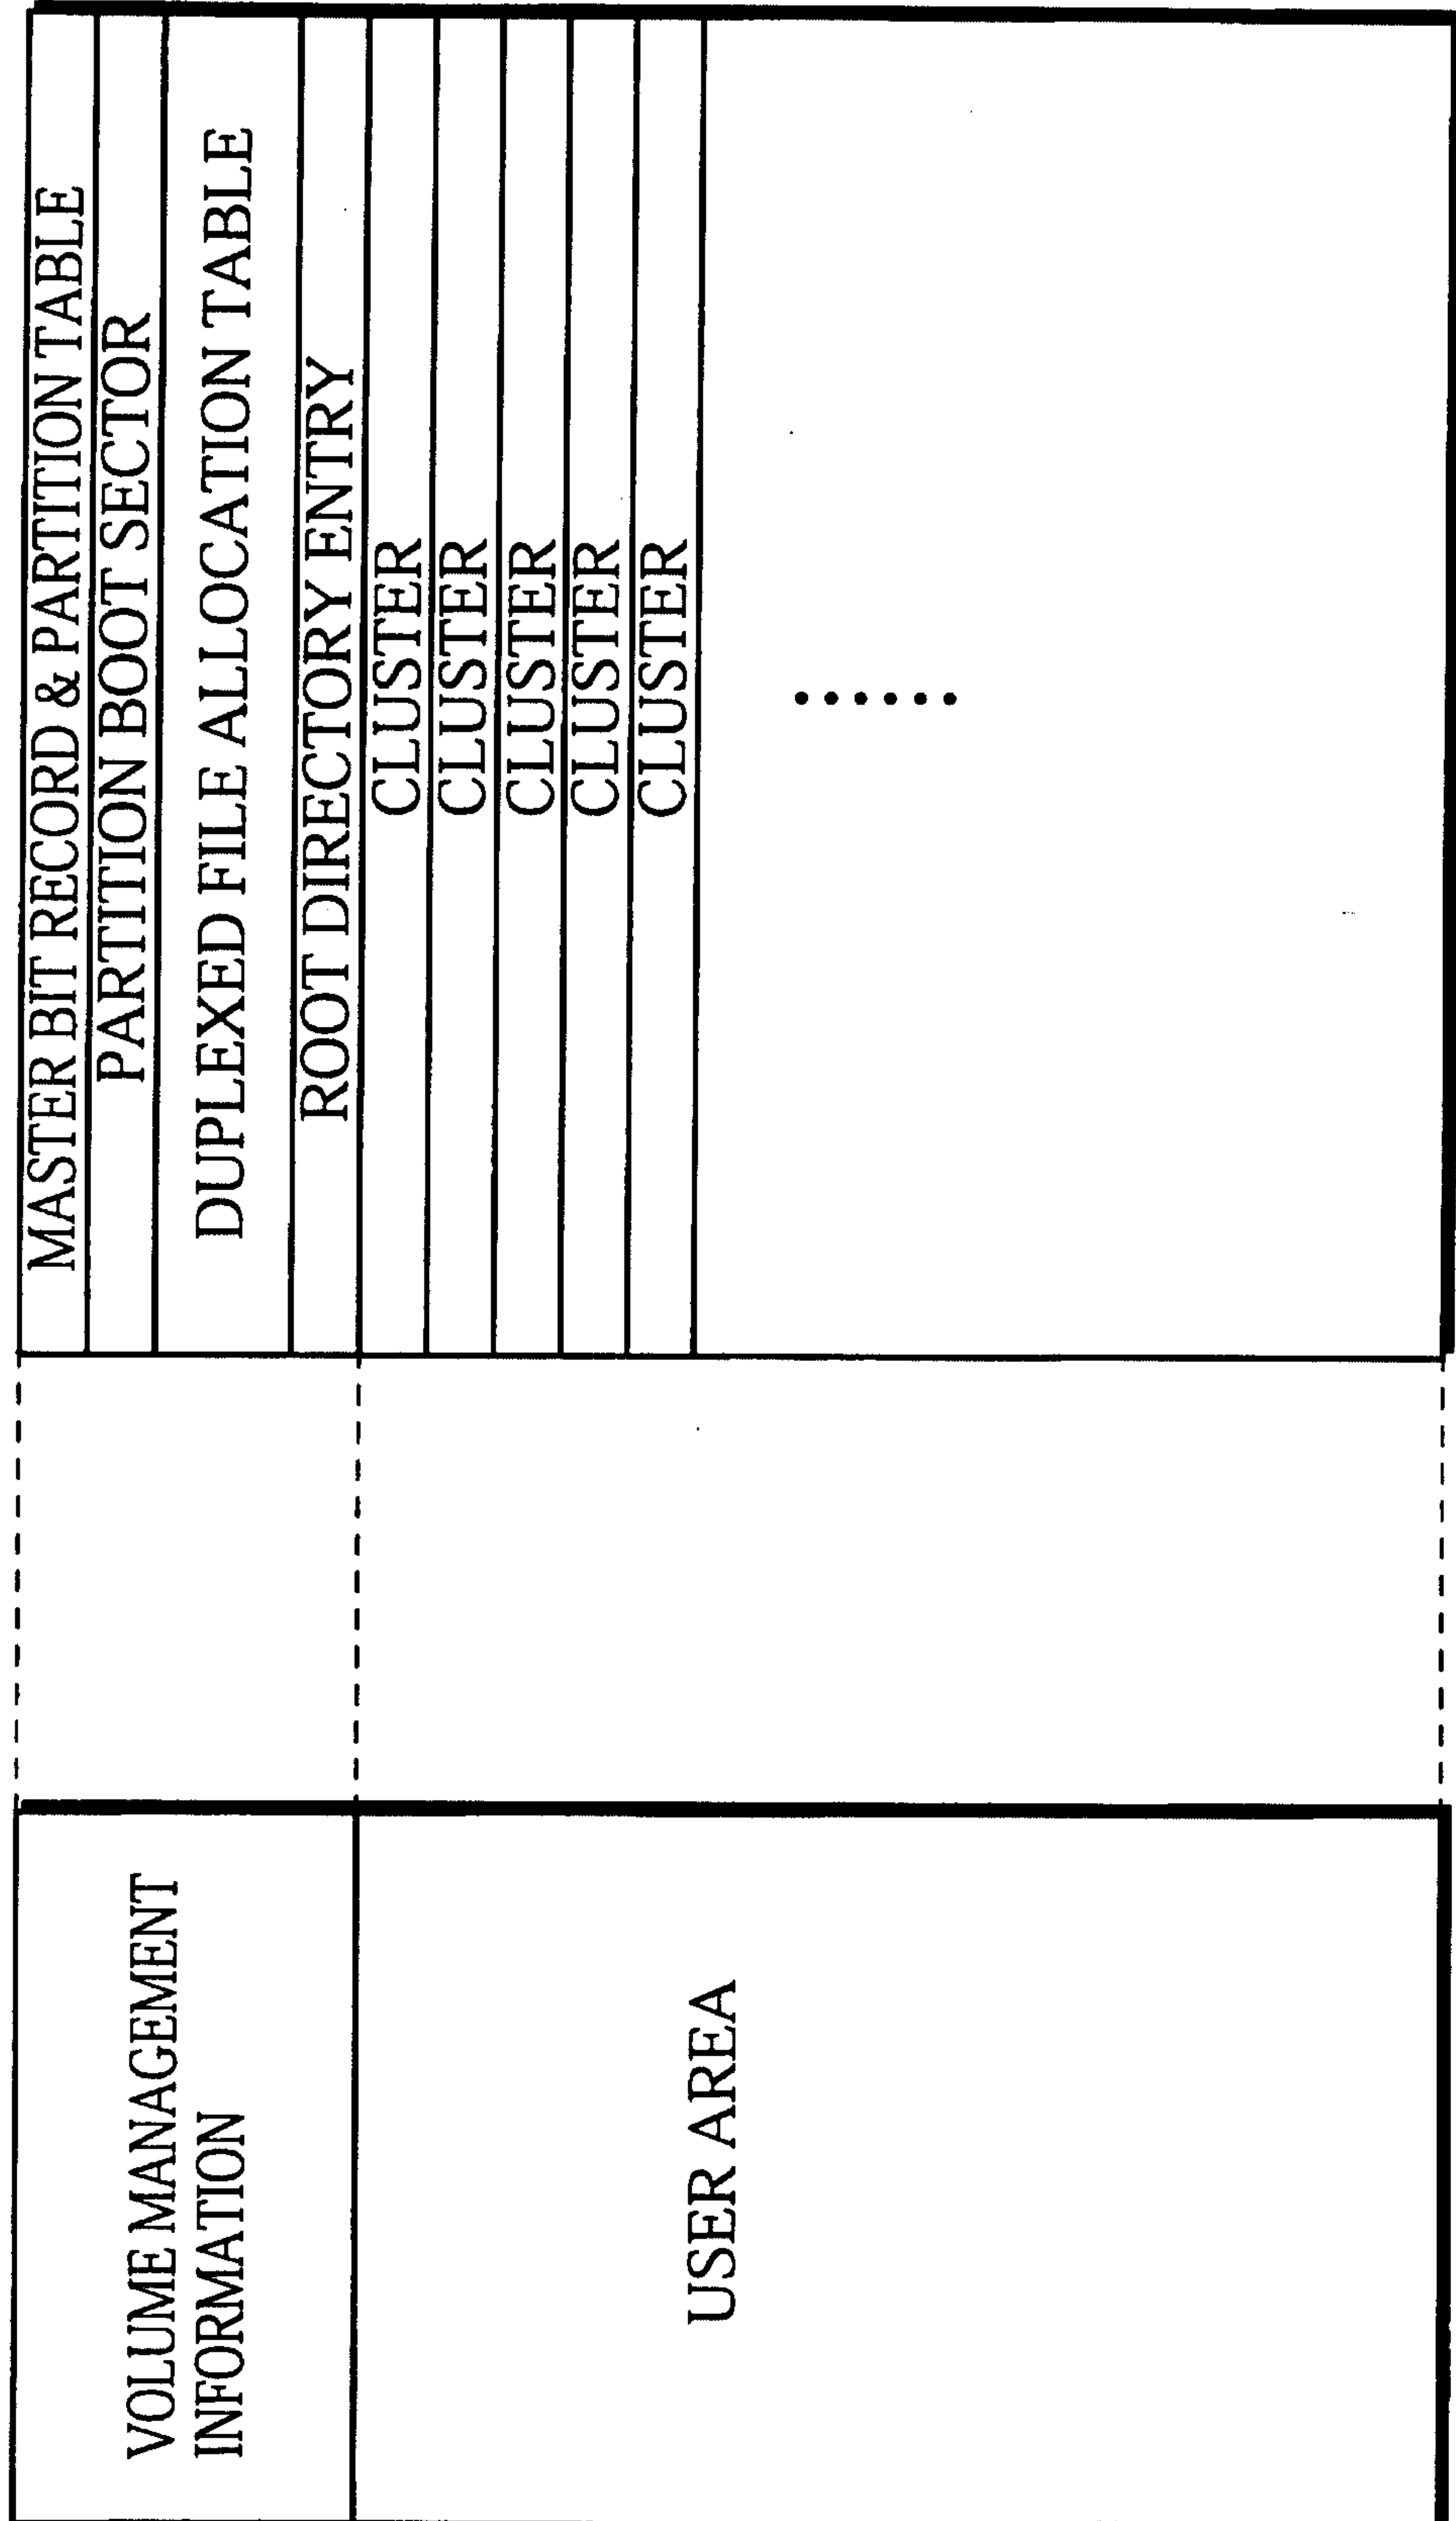 VOLUME MANAGEMENT
INFORMATION
USER AREA
MASTER BIT RECORD & PARTITION TABLE
PARTITION BOOT SECTOR
DUPLEXED FILE ALLOCATION TABLE
ROOT DIRECTORY ENTRY
CLUSTER
CLUSTER
CLUSTER
CLUSTER
CLUSTER
......